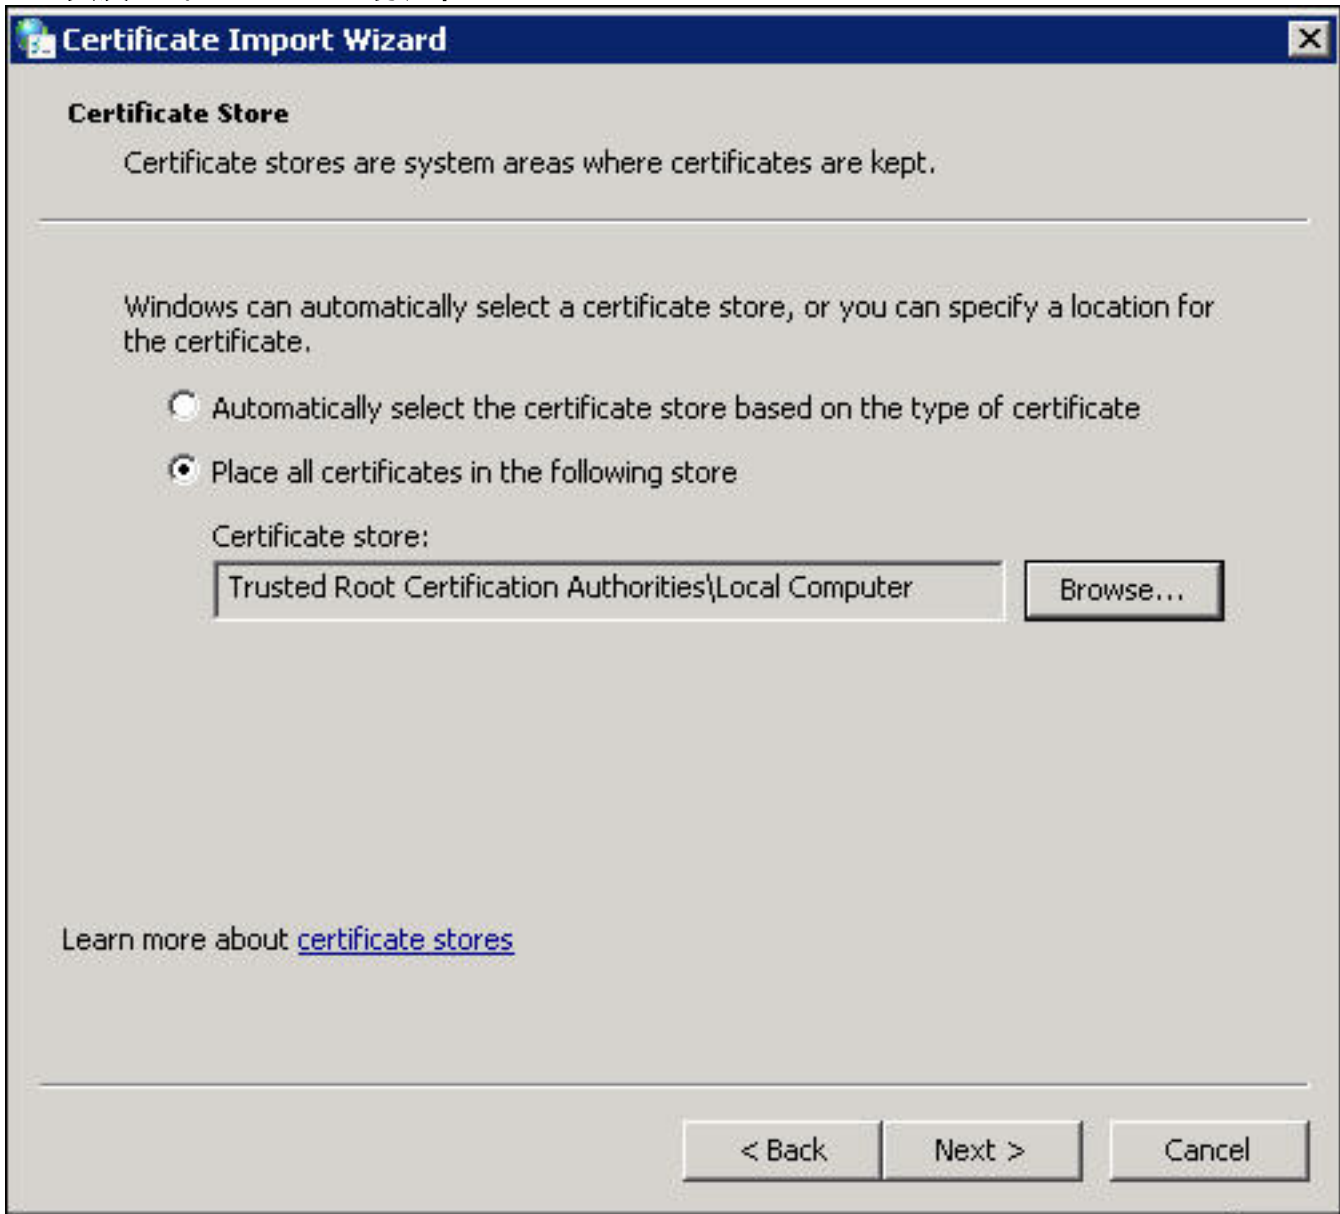 Certificate Import Wizard
Certificate Store
Certificate stores are system areas where certificates are kept.
Windows can automatically select a certificate store, or you can specify a location for
the certificate.
Automatically select the certificate store based on the type of certificate
Place all certificates in the following store
Certificate store:
Trusted Root Certification Authorities\Local Computer
Browse...
Learn more about certificate stores
< Back
Next >
Cancel